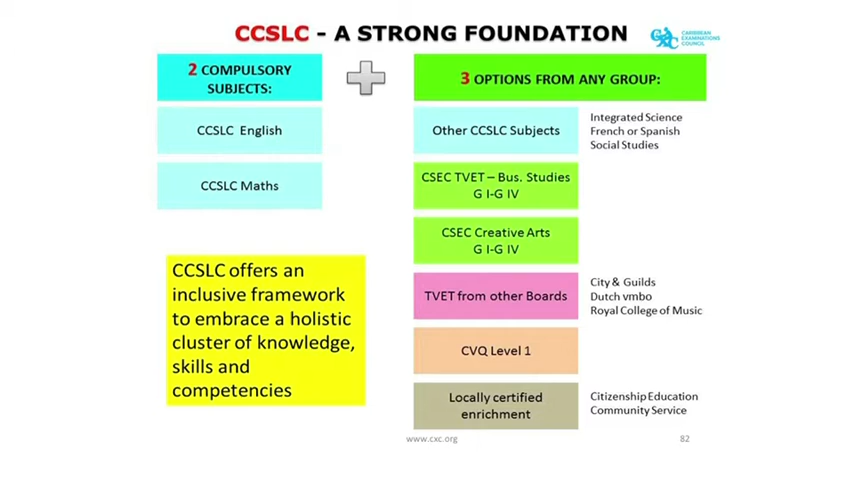 CCSLC - A STRONG FOUNDATION
CARIBBEAN
EXAMINATIONS
COUNCIL
2 COMPULSORY
SUBJECTS:
CCSLC English
CCSLC Maths
CCSLC offers an
inclusive framework
to embrace a holistic
cluster of knowledge,
skills and
competencies
3 OPTIONS FROM ANY GROUP:
Other CCSLC Subjects
Integrated Science
French or Spanish
Social Studies
CSEC TVET – Bus. Studies
G I-G IV
CSEC Creative Arts
G I-G IV
TVET from other Boards
City & Guilds
Dutch vmbo
Royal College of Music
CVQ Level 1
Locally certified
enrichment
Citizenship Education
Community Service
www.cxc.org
82